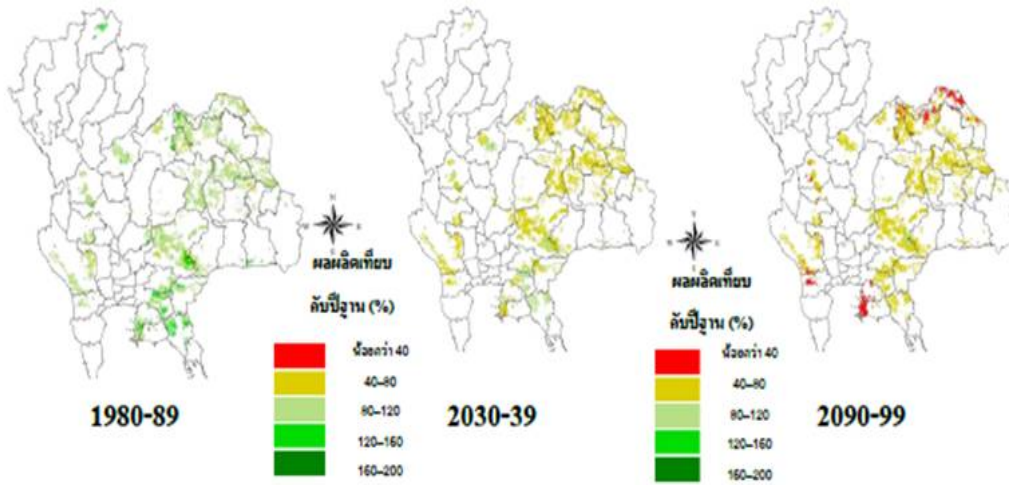 ผลผลิตเทียบ
กับปีฐาน (%)
น้อยกว่า 40
40–80
80–120
120–160
160–200
1980-89
2030-39
ผลผลิตเทียบ
กับปีฐาน (%)
น้อยกว่า 40
40–80
80–120
120–160
160–200
2090-99